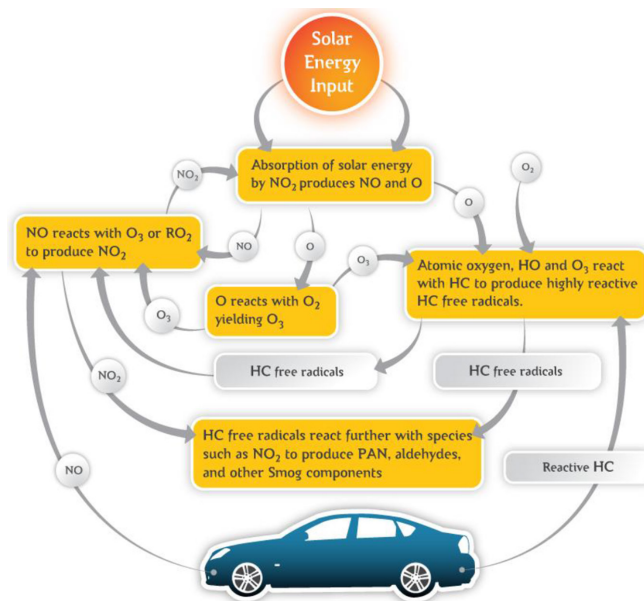 Solar
Energy
Input
NO₂
Absorption of solar energy
by NO₂ produces NO and O
O₂
O
NO reacts with O₃ or RO₂
to produce NO₂
NO
O
O₃
Atomic oxygen, HO and O₃ react
with HC to produce highly reactive
HC free radicals.
O reacts with O₂
yielding O₃
O₃
HC free radicals
HC free radicals
NO₂
HC free radicals react further with species
such as NO₂ to produce PAN, aldehydes,
and other Smog components
NO
Reactive HC